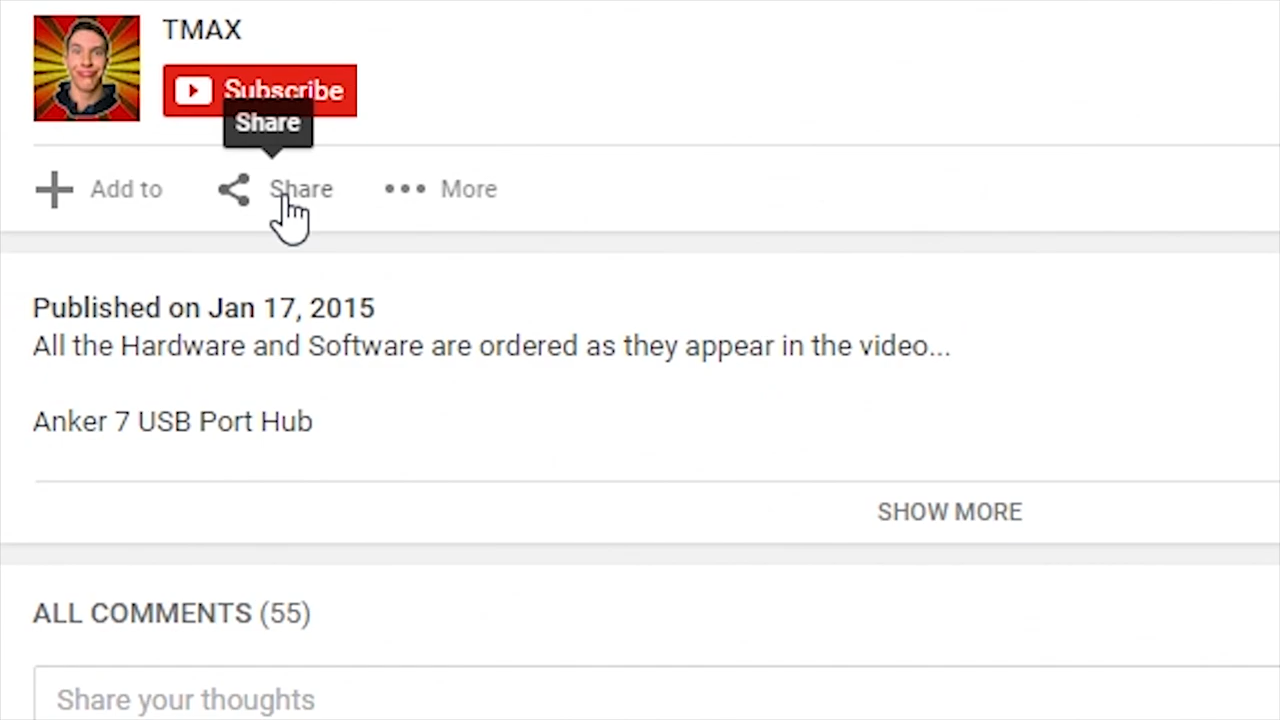 TMAX
Subscribe
Share
Add to
Share
More
Published on Jan 17, 2015
All the Hardware and Software are ordered as they appear in the video...
Anker 7 USB Port Hub
SHOW MORE
ALL COMMENTS (55)
Share your thoughts